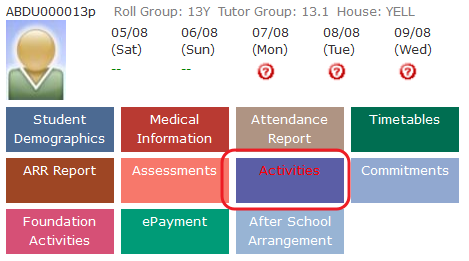 ABDU000013p Roll Group: 13Y Tutor Group: 13.1 House: YELL
05/08 06/08 07/08 08/08 09/08
(Sat) (Sun) (Mon) (Tue) (Wed)
-- -- ? ? ?
Student Medical Attendance Timetables
Demographics Information Report
ARR Report Assessments Activities Commitments
Foundation ePayment After School
Activities Arrangement